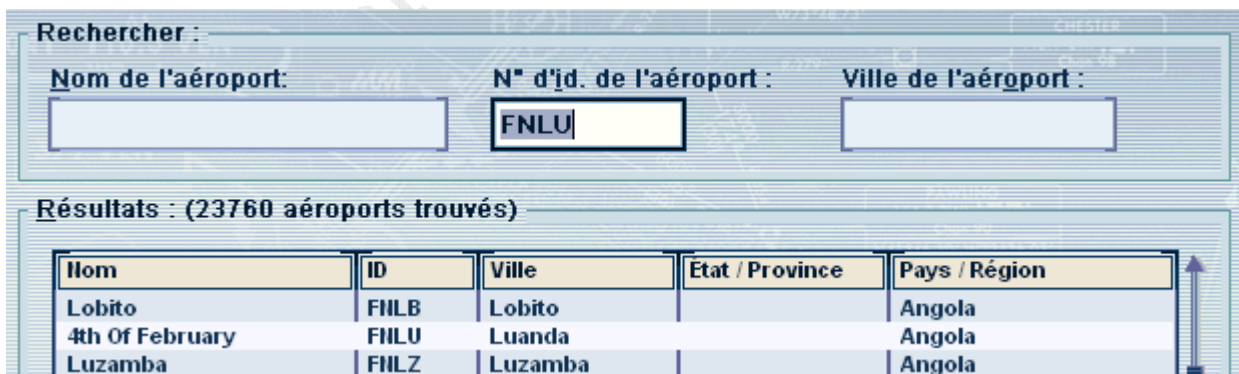 Rechercher :
Nom de l'aéroport: N° d'id. de l'aéroport : Ville de l'aéroport :
FNLU
Résultats : (23760 aéroports trouvés)
Nom ID Ville État / Province Pays / Région
Lobito FNLB Lobito Angola
4th Of February FNLU Luanda Angola
Luzamba FNLZ Luzamba Angola